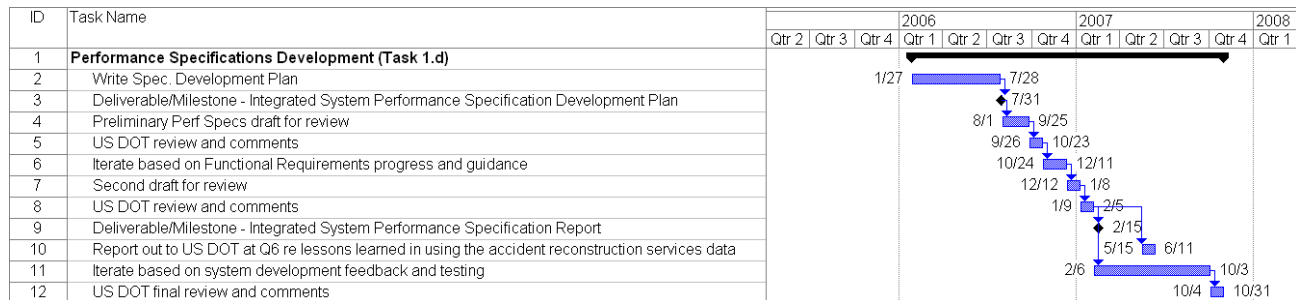 ID Task Name 2006 2007 2008
Qtr 2 Qtr 3 Qtr 4 Qtr 1 Qtr 2 Qtr 3 Qtr 4 Qtr 1 Qtr 2 Qtr 3 Qtr 4 Qtr 1
1 Performance Specifications Development (Task 1.d)
2 Write Spec. Development Plan 1/27 7/28
3 Deliverable/Milestone - Integrated System Performance Specification Development Plan 7/31
4 Preliminary Perf Specs draft for review 8/1 9/25
5 US DOT review and comments 9/26 10/23
6 Iterate based on Functional Requirements progress and guidance 10/24 12/11
7 Second draft for review 12/12 1/8
8 US DOT review and comments 1/9 2/5
9 Deliverable/Milestone - Integrated System Performance Specification Report 2/15
10 Report out to US DOT at Q6 re lessons learned in using the accident reconstruction services data 5/15 6/11
11 Iterate based on system development feedback and testing 2/6 10/3
12 US DOT final review and comments 10/4 10/31